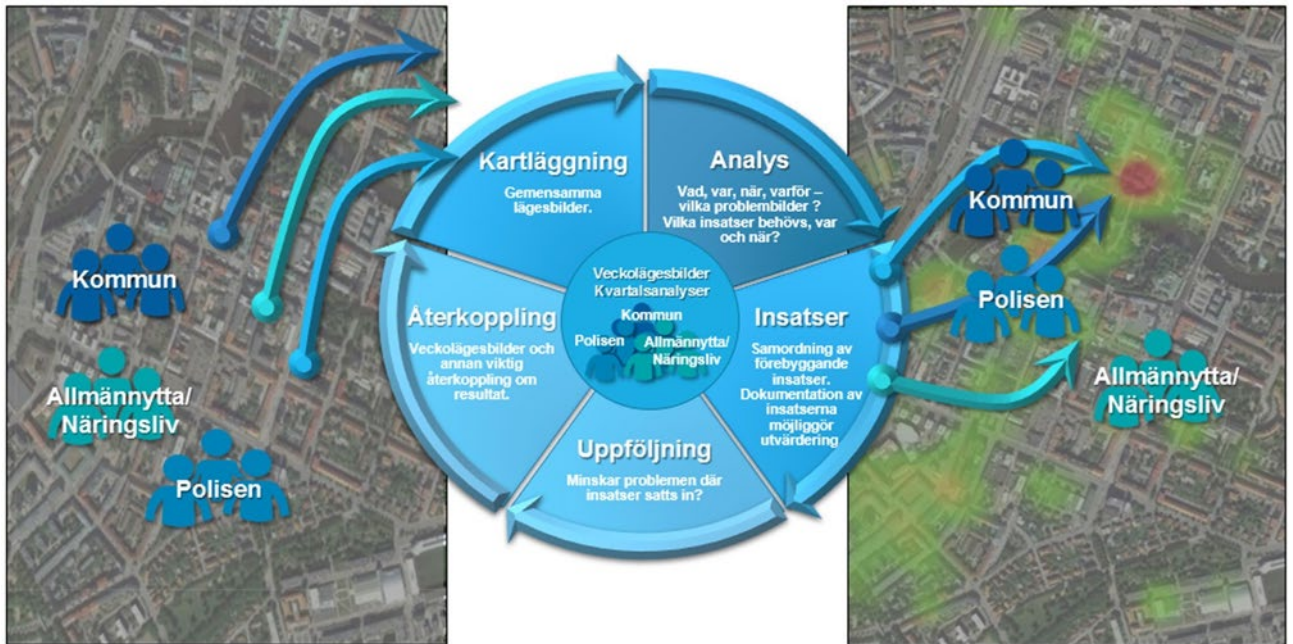 Kommun
Allmännytta/
Näringsliv
Polisen
Kartläggning
Gemensamma
lägesbilder.
Analys
Vad, var, när, varför –
vilka problembilder ?
Vilka insatser behövs, var
och när?
Insatser
Samordning av
förebyggande
insatser.
Dokumentation av
insatserna
möjliggör
utvärdering
Uppföljning
Minskar problemen där
insatser satts in?
Återkoppling
Veckolägesbilder och
annan viktig
återkoppling om
resultat.
Veckolägesbilder
Kvartalsanalyser
Kommun
Polisen
Allmännytta/
Näringsliv
Kommun
Polisen
Allmännytta/
Näringsliv